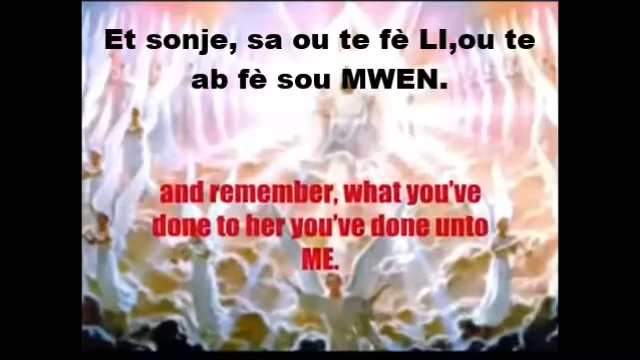 Et sonje, sa ou te fè LI,ou te
ab fè sou MWEN.
and remember, what you've
done to her you've done unto
ME.